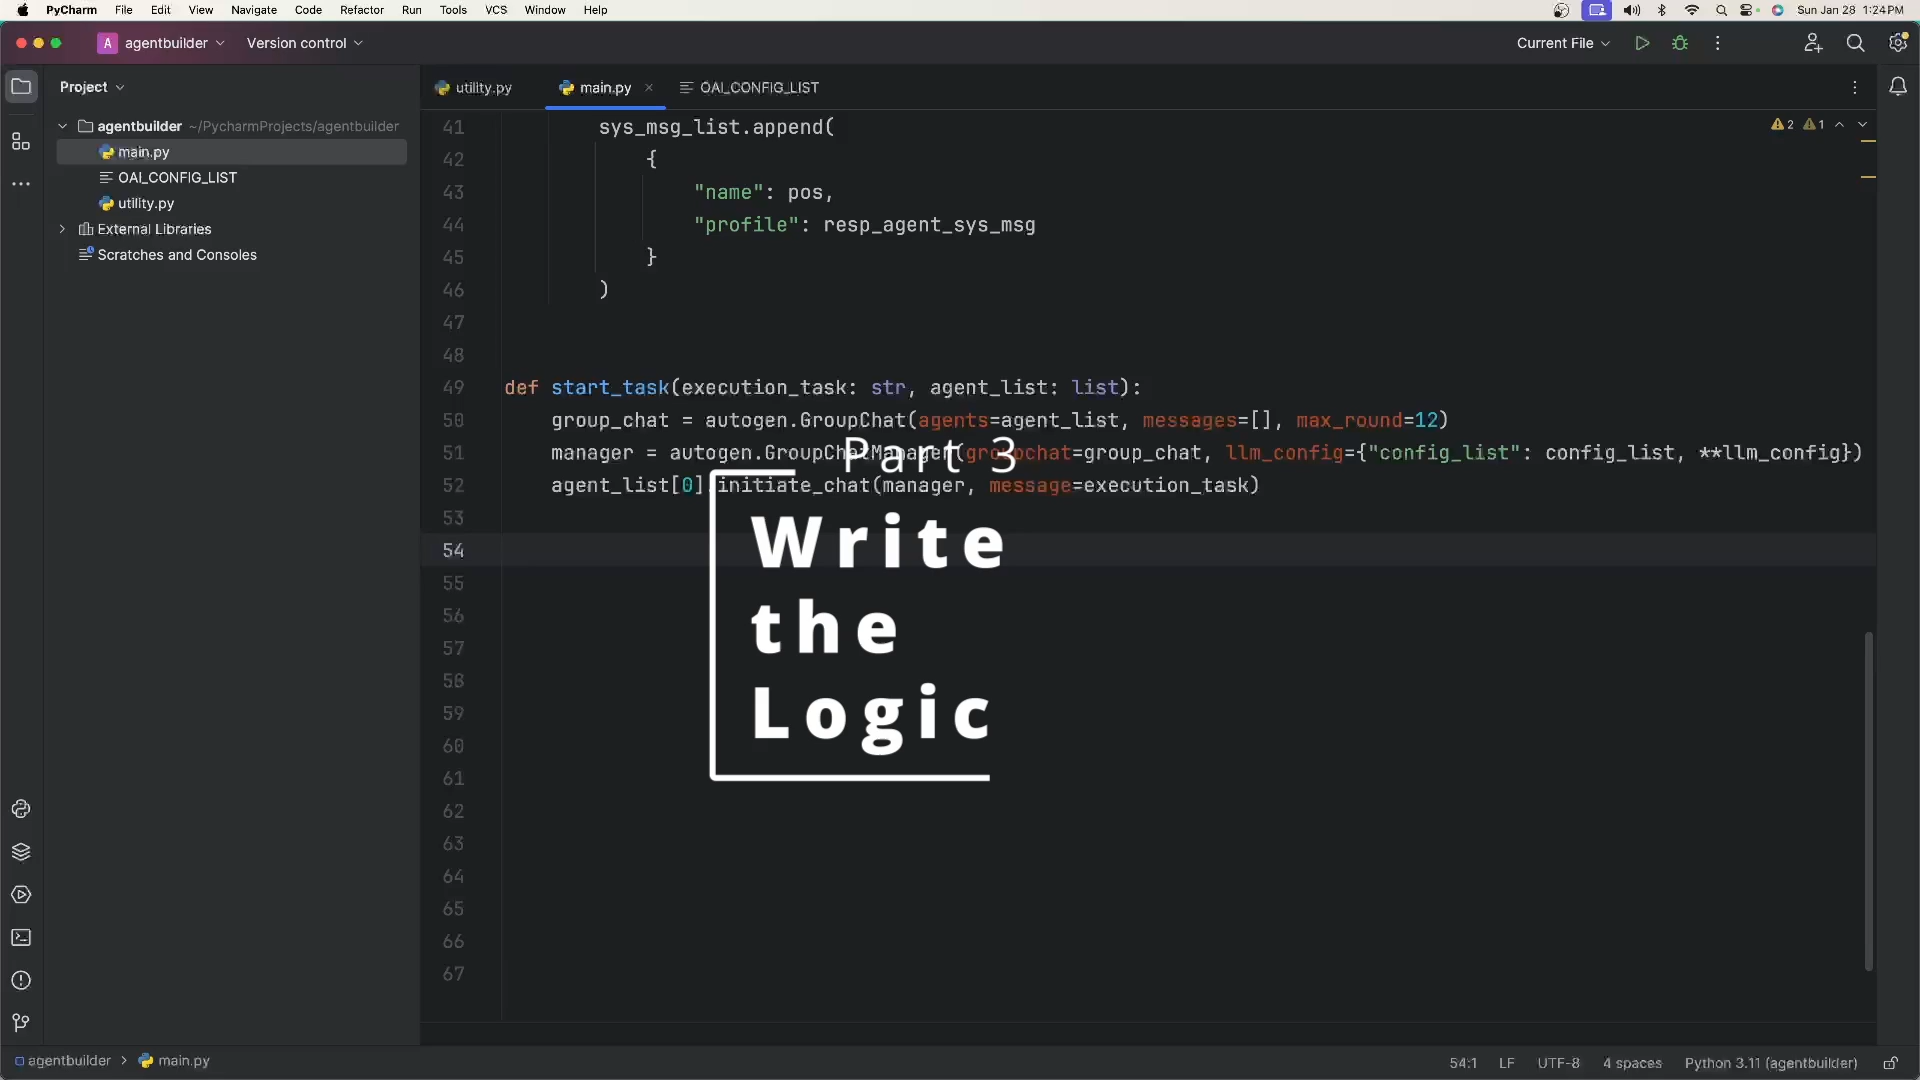 PyCharm File Edit View Navigate Code Refactor Run Tools VCS Window Help Sun Jan 28 1:24 PM
A agentbuilder Version control Current File
Project utility.py main.py OAI_CONFIG_LIST
agentbuilder ~/PycharmProjects/agentbuilder
main.py
OAI_CONFIG_LIST
utility.py
External Libraries
Scratches and Consoles
2 1
41 sys_msg_list.append(
42 {
43 "name": pos,
44 "profile": resp_agent_sys_msg
45 }
46 )
47
48
49 def start_task(execution_task: str, agent_list: list):
50 group_chat = autogen.GroupChat(agents=agent_list, messages=[], max_round=12)
51 manager = autogen.GroupChatManager(groupchat=group_chat, llm_config={"config_list": config_list, **llm_config})
52 agent_list[0].initiate_chat(manager, message=execution_task)
53
54
55
56
57
58
59
60
61
62
63
64
65
66
67
Part 3
Write
the
Logic
agentbuilder main.py 54:1 LF UTF-8 4 spaces Python 3.11 (agentbuilder)